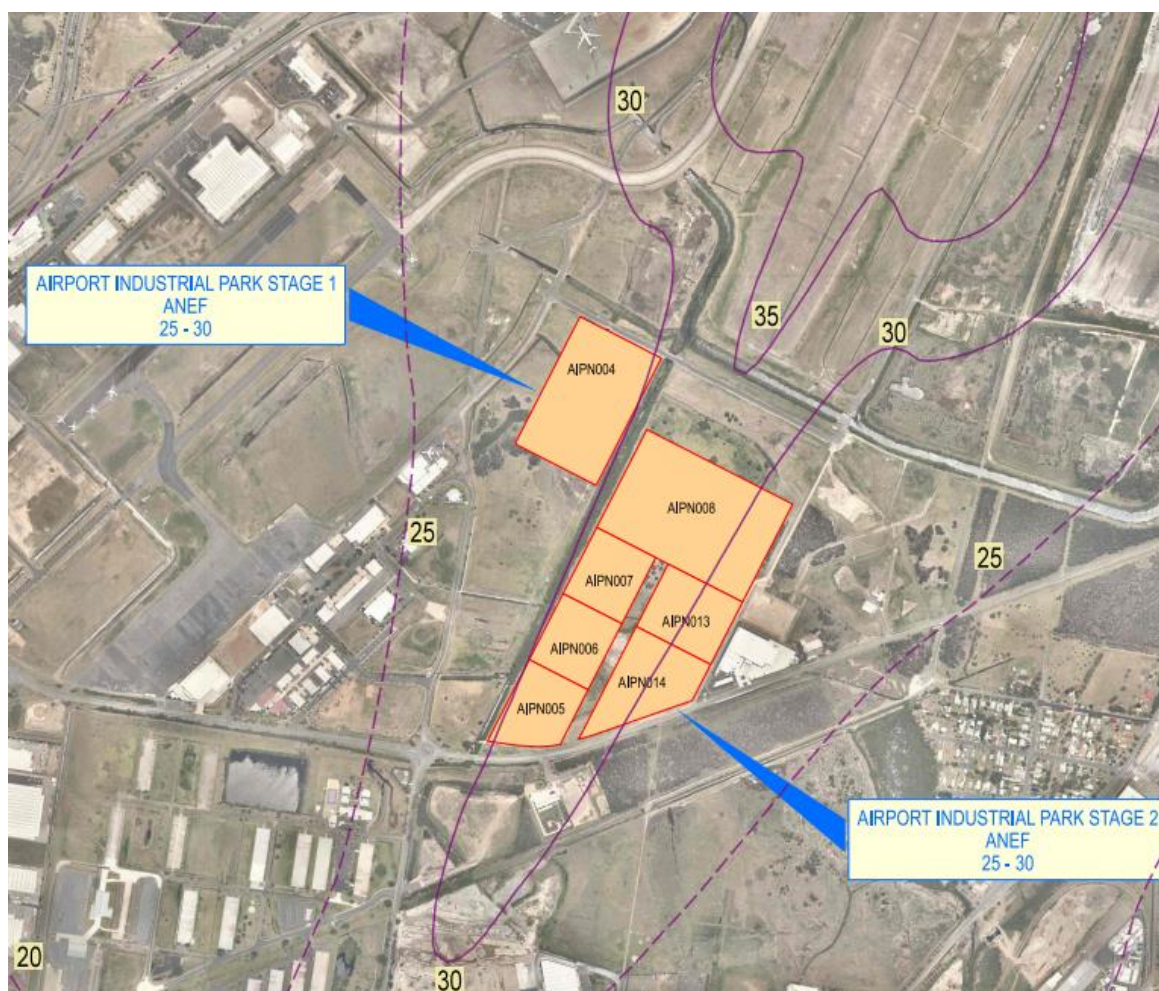 30
AIRPORT INDUSTRIAL PARK STAGE 1
ANEF
25 - 30
35
30
AIPN004
AIPN008
25
25
AIPN007
AIPN013
AIPN006
AIPN014
AIPN005
AIRPORT INDUSTRIAL PARK STAGE 2
ANEF
25 - 30
20
30